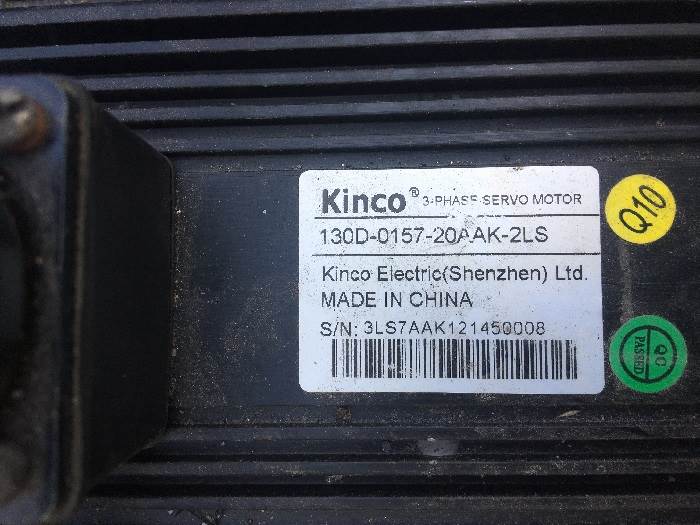 Kinco® 3-PHASE SERVO MOTOR
130D-0157-20AAK-2LS
Kinco Electric(Shenzhen) Ltd.
MADE IN CHINA
S/N: 3LS7AAK121450008
Q10
QC
PASSED